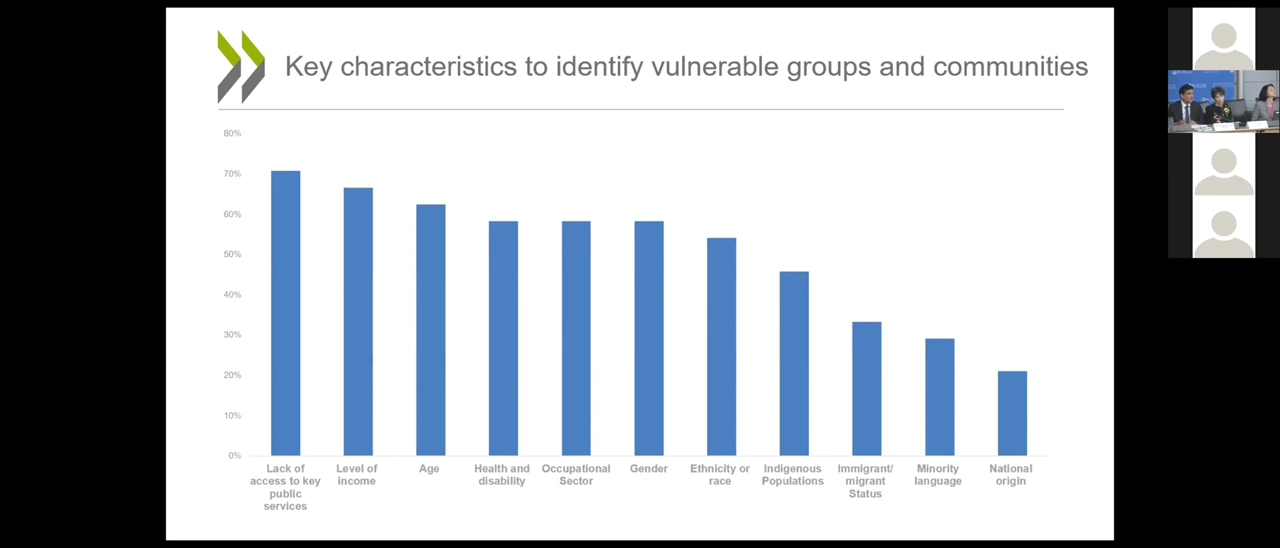 Key characteristics to identify vulnerable groups and communities
80%
70%
60%
50%
40%
30%
20%
10%
0%
Lack of
access to key
public
services
Level of
income
Age
Health and
disability
Occupational
Sector
Gender
Ethnicity or
race
Indigenous
Populations
Immigrant/
migrant
Status
Minority
language
National
origin